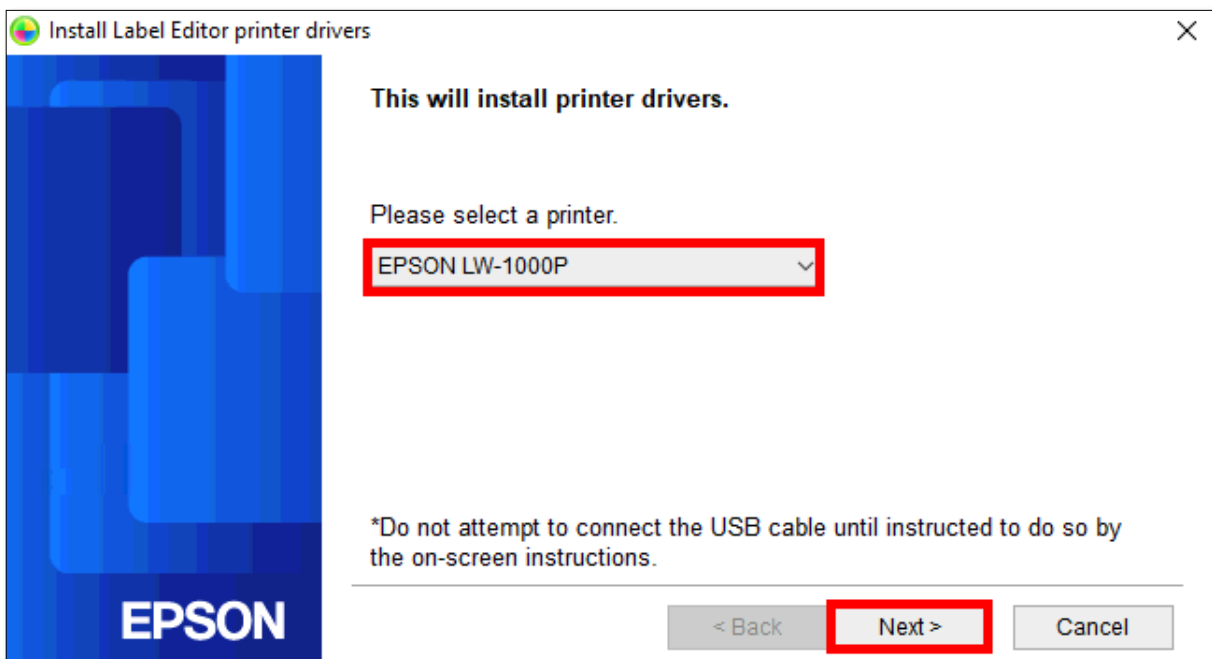 Install Label Editor printer drivers
This will install printer drivers.
Please select a printer.
EPSON LW-1000P
*Do not attempt to connect the USB cable until instructed to do so by
the on-screen instructions.
EPSON
< Back
Next >
Cancel